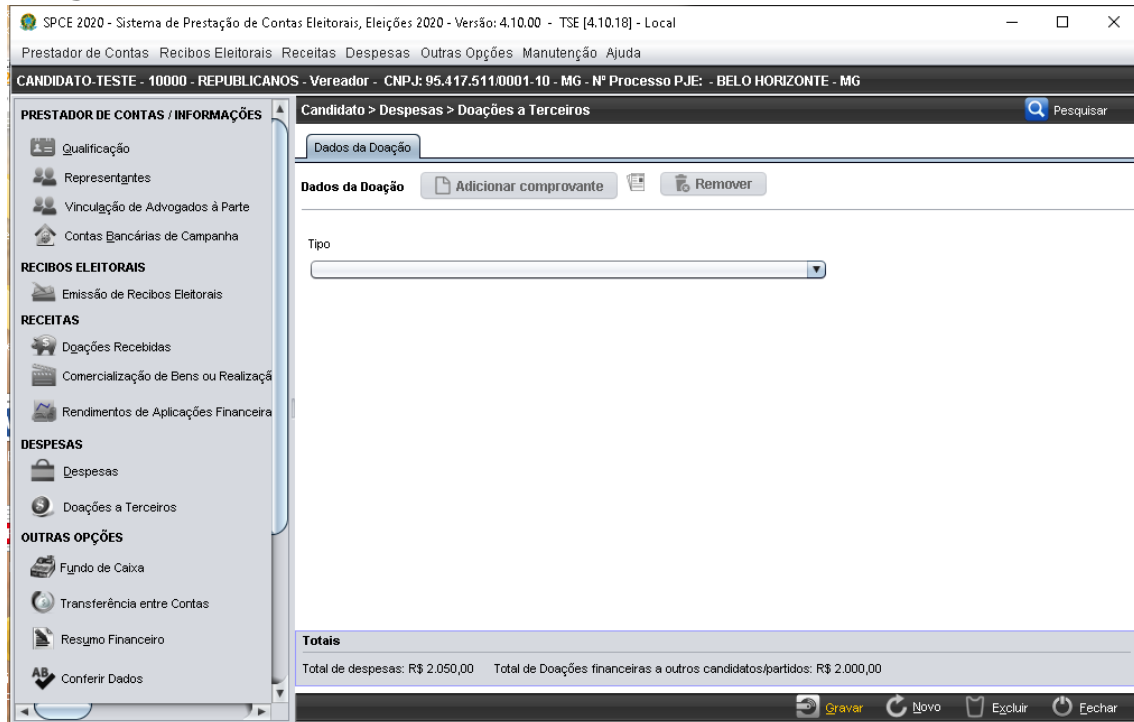 SPCE 2020 - Sistema de Prestação de Contas Eleitorais, Eleições 2020 - Versão: 4.10.00 - TSE [4.10.18] - Local
Prestador de Contas Recibos Eleitorais Receitas Despesas Outras Opções Manutenção Ajuda
CANDIDATO-TESTE - 10000 - REPUBLICANOS - Vereador - CNPJ: 95.417.511/0001-10 - MG - Nº Processo PJE: - BELO HORIZONTE - MG
PRESTADOR DE CONTAS / INFORMAÇÕES
Qualificação
Representantes
Vinculação de Advogados à Parte
Contas Bancárias de Campanha
RECIBOS ELEITORAIS
Emissão de Recibos Eleitorais
RECEITAS
Doações Recebidas
Comercialização de Bens ou Realizaçã
Rendimentos de Aplicações Financeira
DESPESAS
Despesas
Doações a Terceiros
OUTRAS OPÇÕES
Fundo de Caixa
Transferência entre Contas
Resumo Financeiro
Conferir Dados
Candidato > Despesas > Doações a Terceiros
Pesquisar
Dados da Doação
Dados da Doação Adicionar comprovante Remover
Tipo
Totais
Total de despesas: R$ 2.050,00 Total de Doações financeiras a outros candidatos/partidos: R$ 2.000,00
Gravar Novo Excluir Fechar